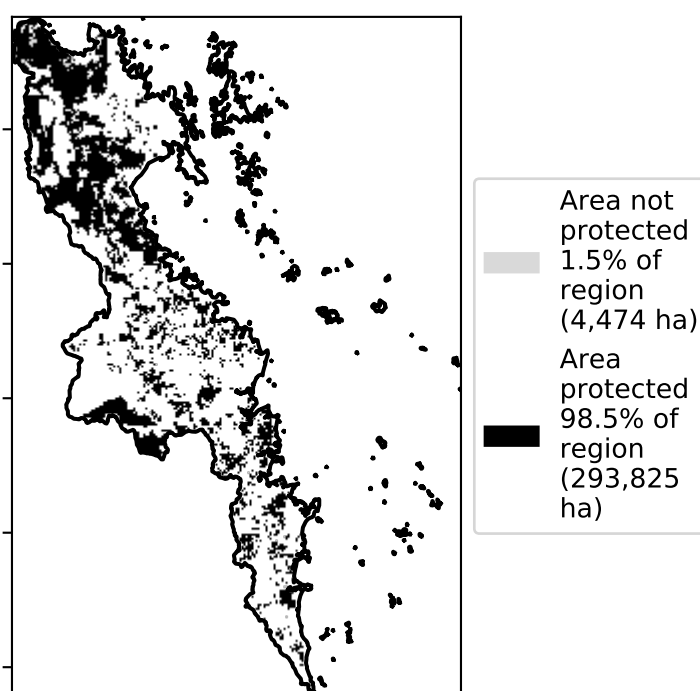 Area not
protected
1.5% of
region
(4,474 ha)
Area
protected
98.5% of
region
(293,825
ha)